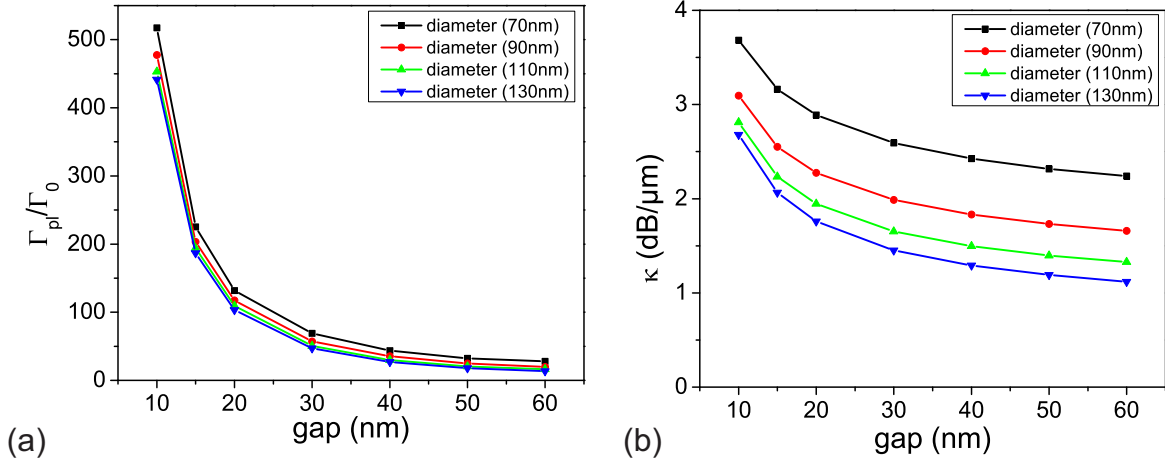 500
400
300
200
100
0
Γpl/Γ0
diameter (70nm)
diameter (90nm)
diameter (110nm)
diameter (130nm)
10 20 30 40 50 60
gap (nm)
(a)
4
3
2
1
0
κ (dB/μm)
diameter (70nm)
diameter (90nm)
diameter (110nm)
diameter (130nm)
10 20 30 40 50 60
gap (nm)
(b)